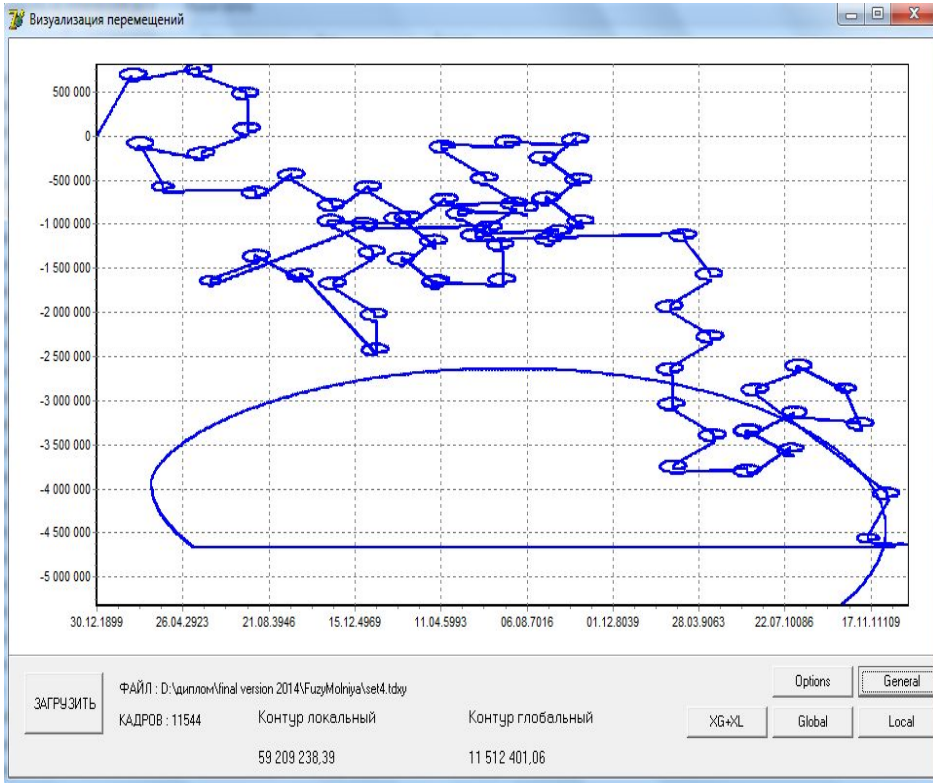 Визуализация перемещений
500 000
0
-500 000
-1 000 000
-1 500 000
-2 000 000
-2 500 000
-3 000 000
-3 500 000
-4 000 000
-4 500 000
-5 000 000
30.12.1899 26.04.2923 21.08.3946 15.12.4969 11.04.5993 06.08.7016 01.12.8039 28.03.9063 22.07.10086 17.11.11109
ЗАГРУЗИТЬ
ФАЙЛ : D:\диплом\final version 2014\FuzyMolniya\set4.tdxy
КАДРОВ : 11544
Контур локальный
Контур глобальный
59 209 238,39
11 512 401,06
Options
General
XG+XL
Global
Local